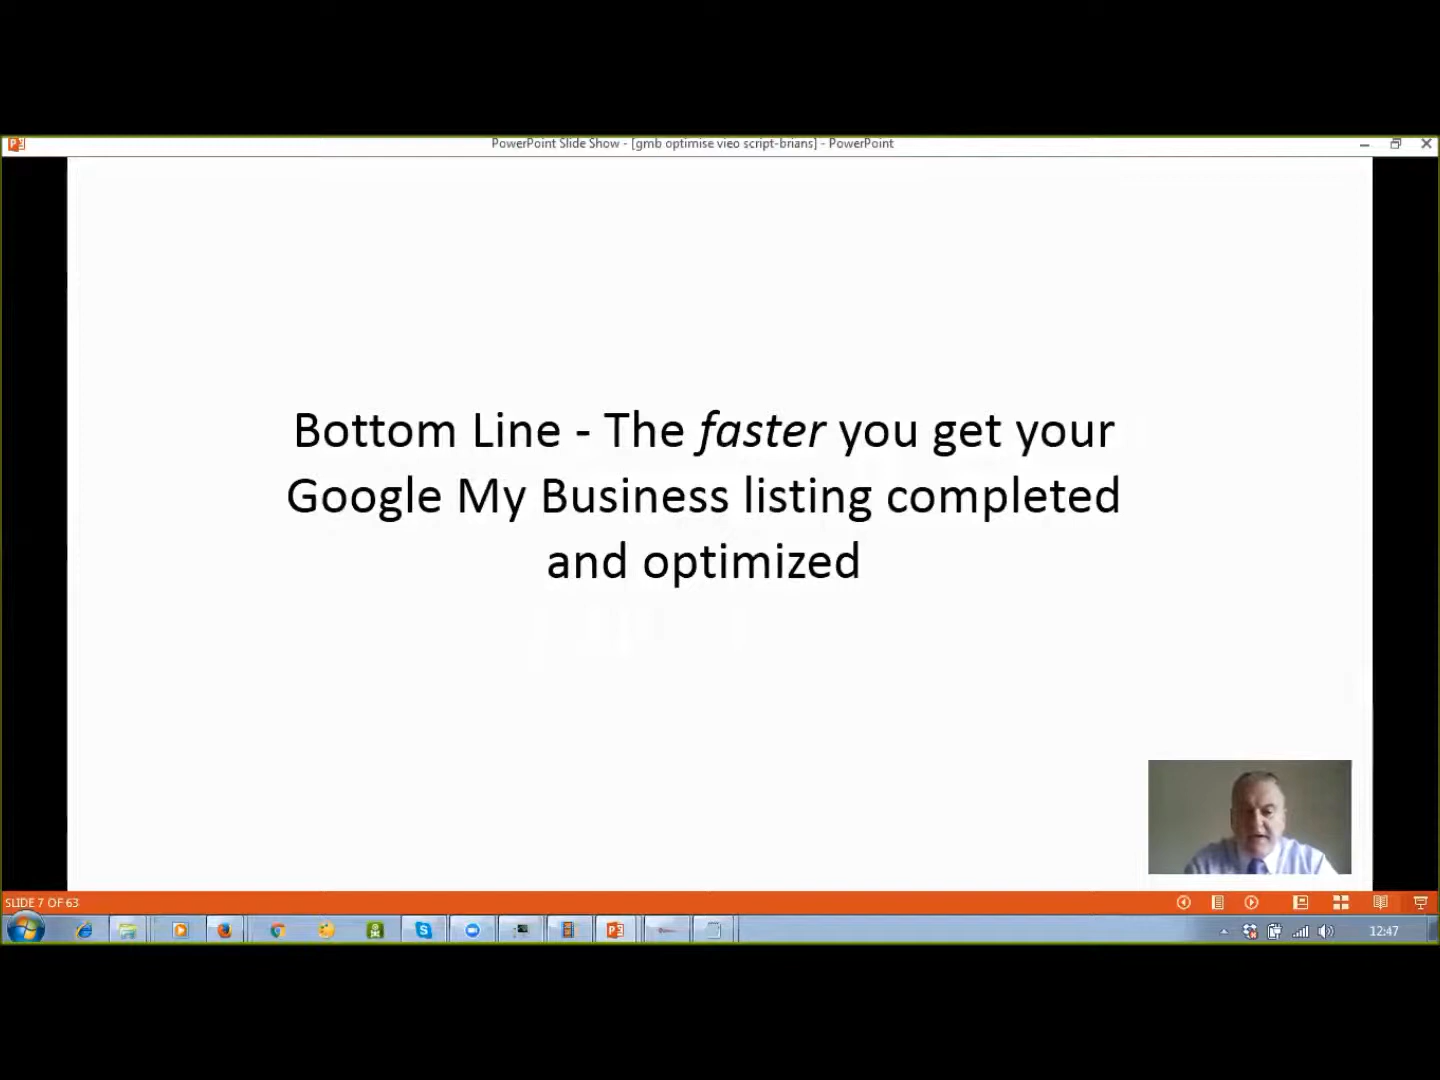 PowerPoint Slide Show - [gmb optimise vieo script-brians] - PowerPoint
Bottom Line - The faster you get your
Google My Business listing completed
and optimized
SLIDE 7 OF 63
12:47